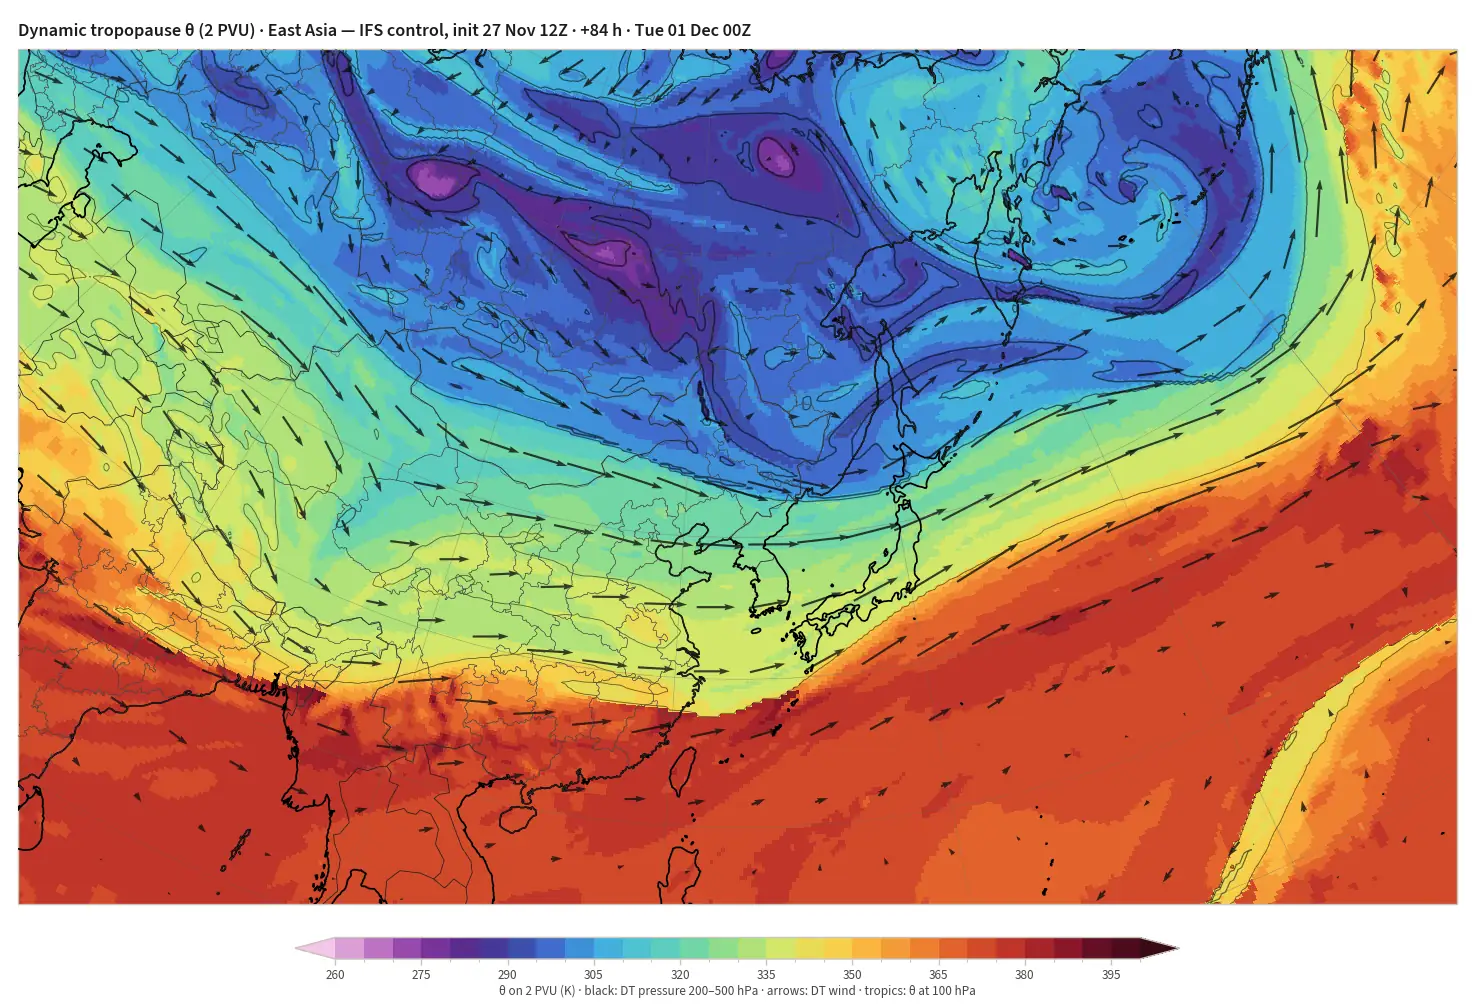 Dynamic tropopause θ (2 PVU) · East Asia — IFS control, init 27 Nov 12Z · +84 h · Tue 01 Dec 00Z
260 275 290 305 320 335 350 365 380 395
θ on 2 PVU (K) · black: DT pressure 200–500 hPa · arrows: DT wind · tropics: θ at 100 hPa